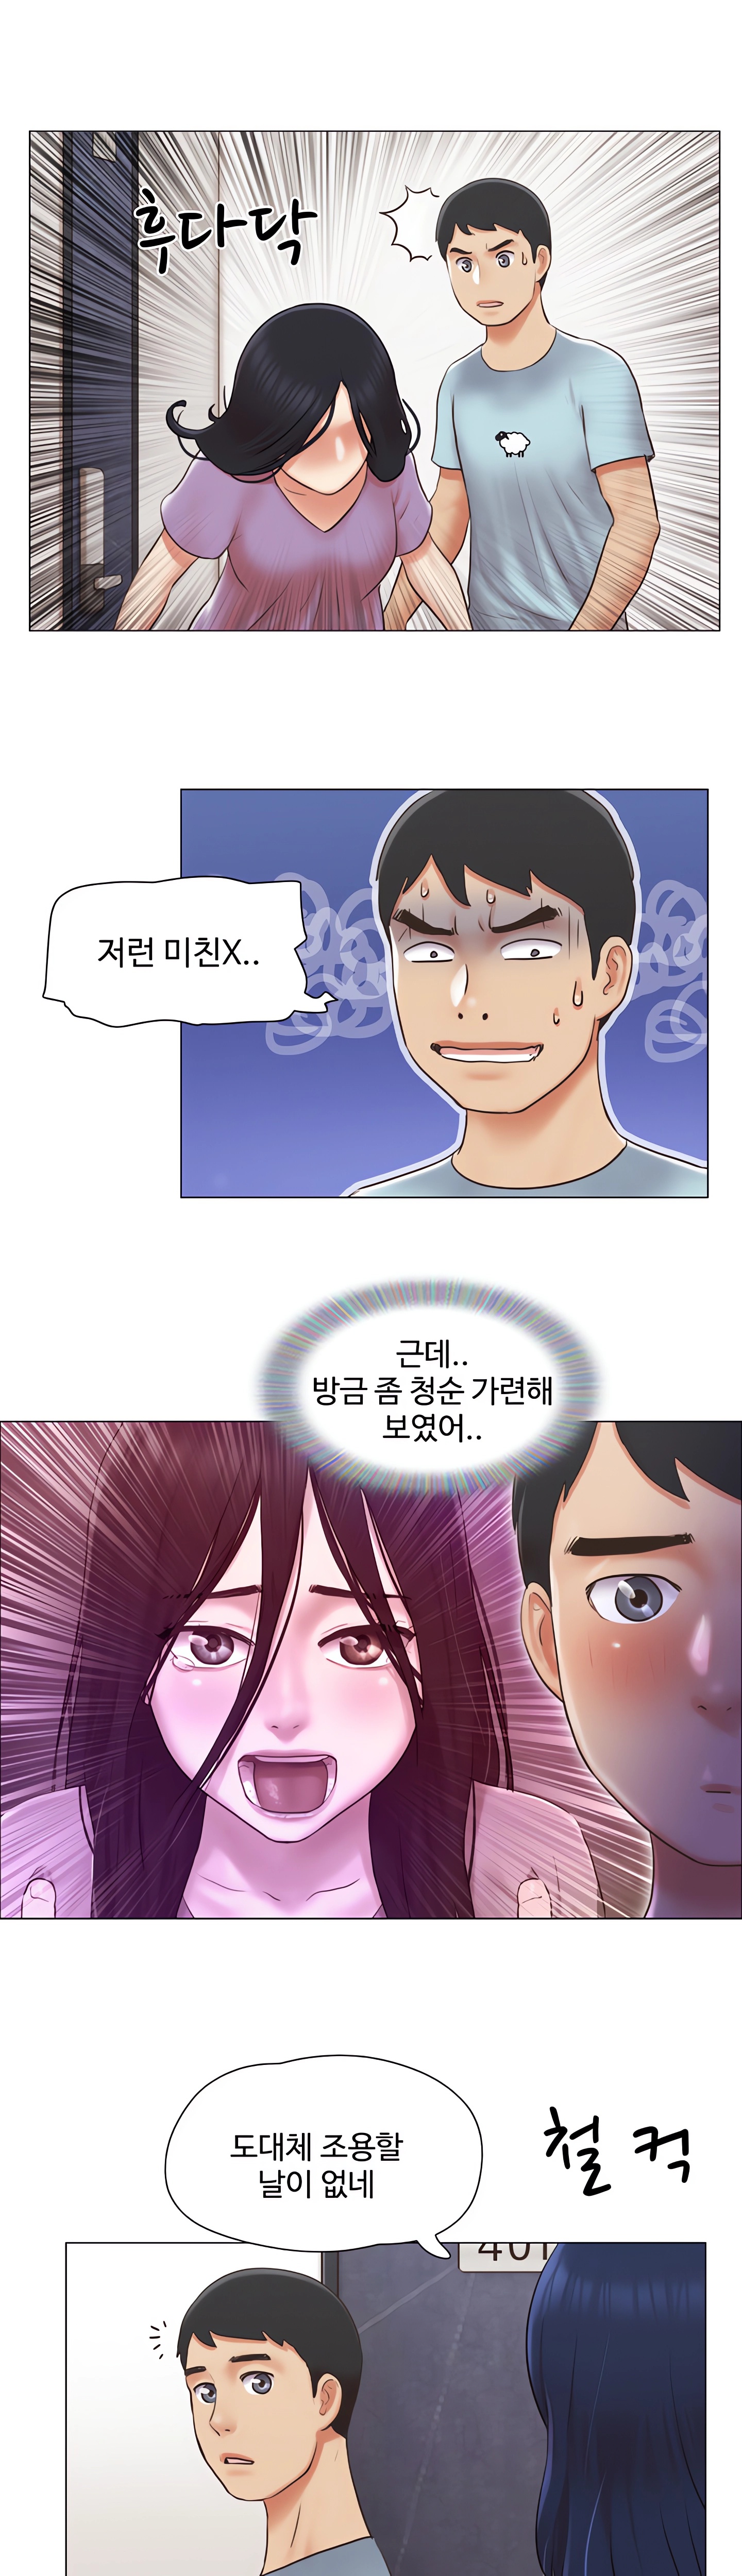 후다닥
저런 미친X..
근데..
방금 좀 청순 가련해
보였어..
도대체 조용할
날이 없네
철컥
401